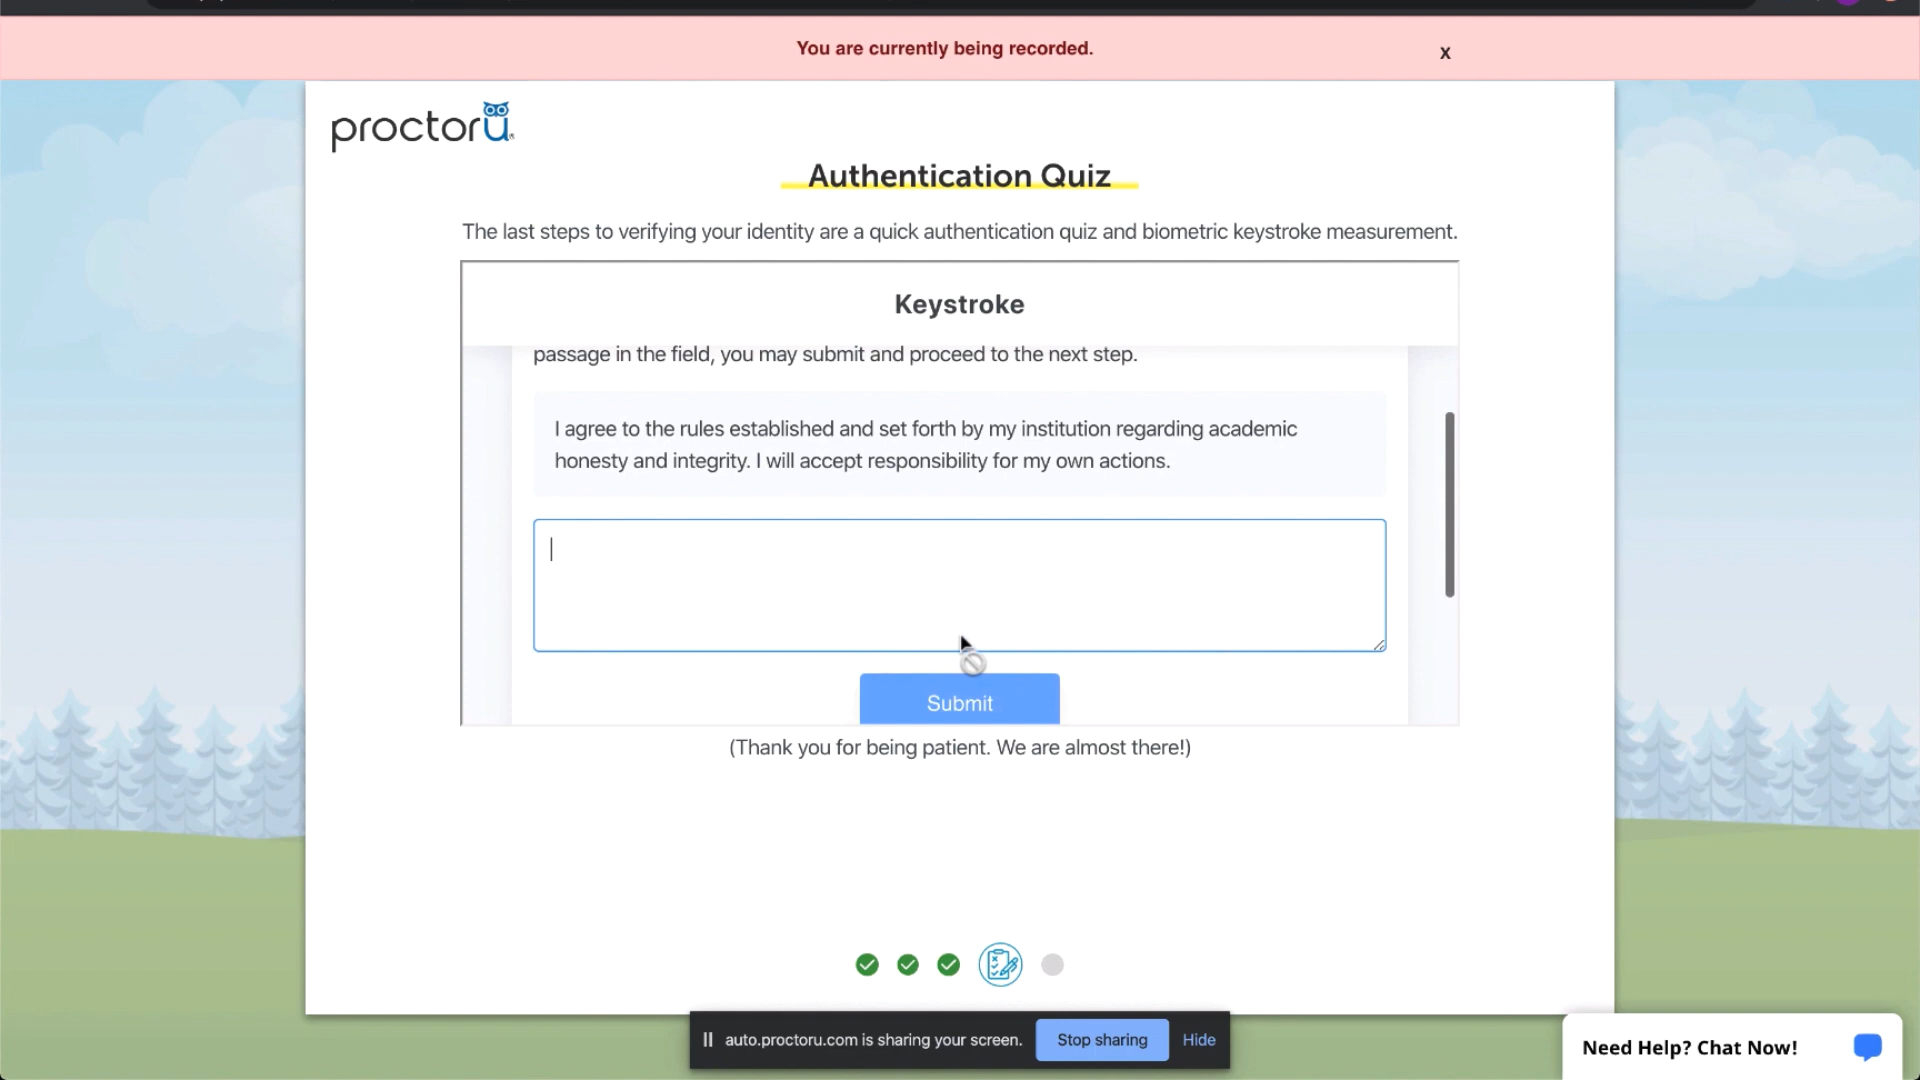 You are currently being recorded.
x
proctoru
Authentication Quiz
The last steps to verifying your identity are a quick authentication quiz and biometric keystroke measurement.
Keystroke
passage in the field, you may submit and proceed to the next step.
I agree to the rules established and set forth by my institution regarding academic
honesty and integrity. I will accept responsibility for my own actions.
Submit
(Thank you for being patient. We are almost there!)
auto.proctoru.com is sharing your screen. Stop sharing Hide
Need Help? Chat Now!